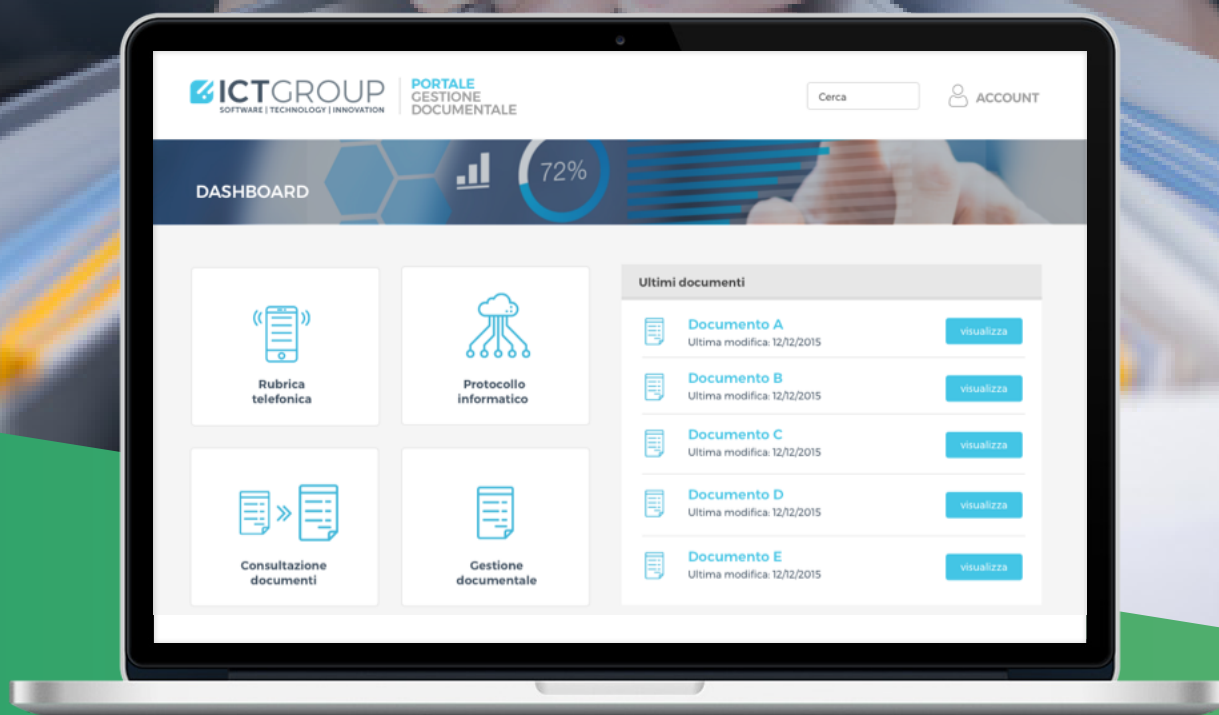 ICTGROUP
SOFTWARE | TECHNOLOGY | INNOVATION
PORTALE
GESTIONE
DOCUMENTALE
Cerca
ACCOUNT
DASHBOARD
72%
Rubrica
telefonica
Protocollo
informatico
Consultazione
documenti
Gestione
documentale
Ultimi documenti
Documento A
Ultima modifica: 12/12/2015
visualizza
Documento B
Ultima modifica: 12/12/2015
visualizza
Documento C
Ultima modifica: 12/12/2015
visualizza
Documento D
Ultima modifica: 12/12/2015
visualizza
Documento E
Ultima modifica: 12/12/2015
visualizza